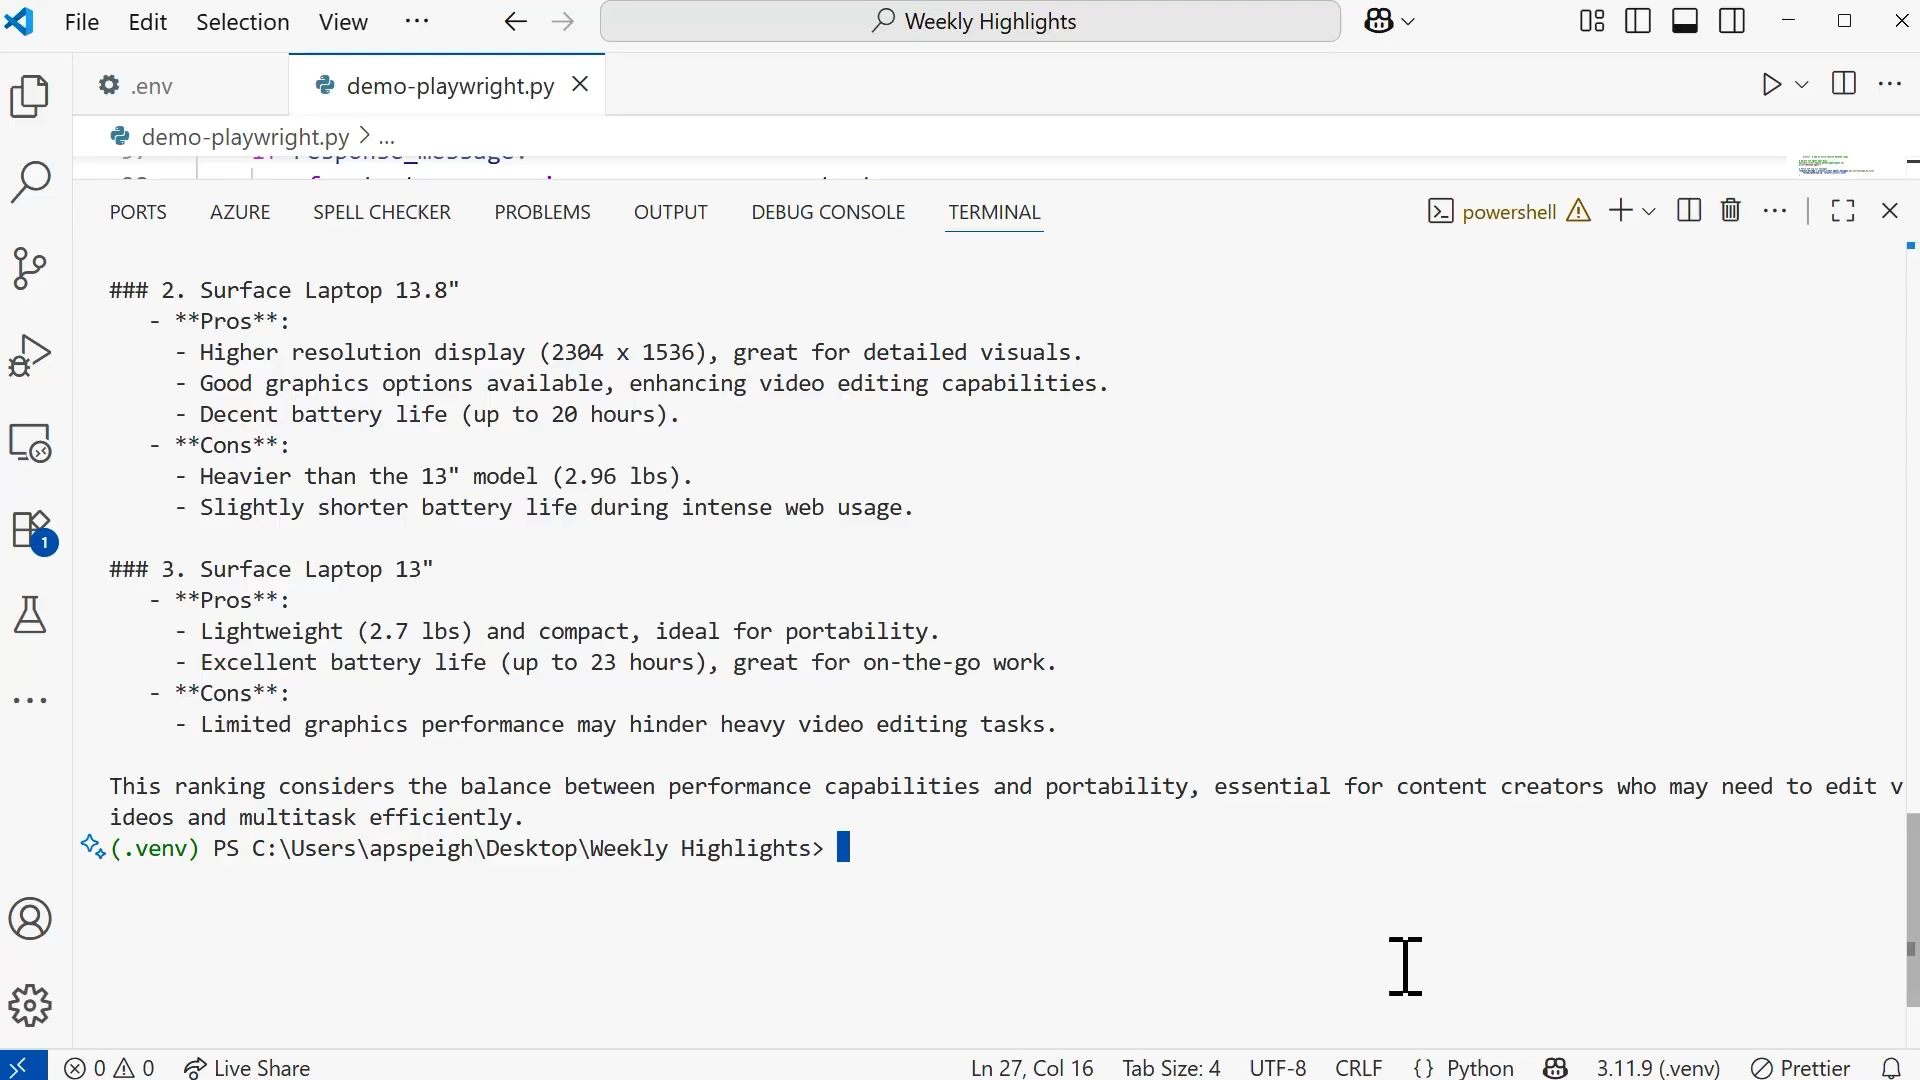 File Edit Selection View ··· Weekly Highlights
.env demo-playwright.py
demo-playwright.py > ...
PORTS AZURE SPELL CHECKER PROBLEMS OUTPUT DEBUG CONSOLE TERMINAL powershell
### 2. Surface Laptop 13.8"
- **Pros**:
- Higher resolution display (2304 x 1536), great for detailed visuals.
- Good graphics options available, enhancing video editing capabilities.
- Decent battery life (up to 20 hours).
- **Cons**:
- Heavier than the 13" model (2.96 lbs).
- Slightly shorter battery life during intense web usage.
### 3. Surface Laptop 13"
- **Pros**:
- Lightweight (2.7 lbs) and compact, ideal for portability.
- Excellent battery life (up to 23 hours), great for on-the-go work.
- **Cons**:
- Limited graphics performance may hinder heavy video editing tasks.
This ranking considers the balance between performance capabilities and portability, essential for content creators who may need to edit v
ideos and multitask efficiently.
(.venv) PS C:\Users\apspeigh\Desktop\Weekly Highlights>
1
0 0 Live Share Ln 27, Col 16 Tab Size: 4 UTF-8 CRLF {} Python 3.11.9 (.venv) Prettier